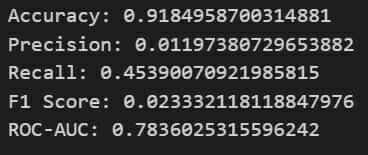 Accuracy: 0.9184958700314881
Precision: 0.01197380729653882
Recall: 0.45390070921985815
F1 Score: 0.023332118118847976
ROC-AUC: 0.7836025315596242